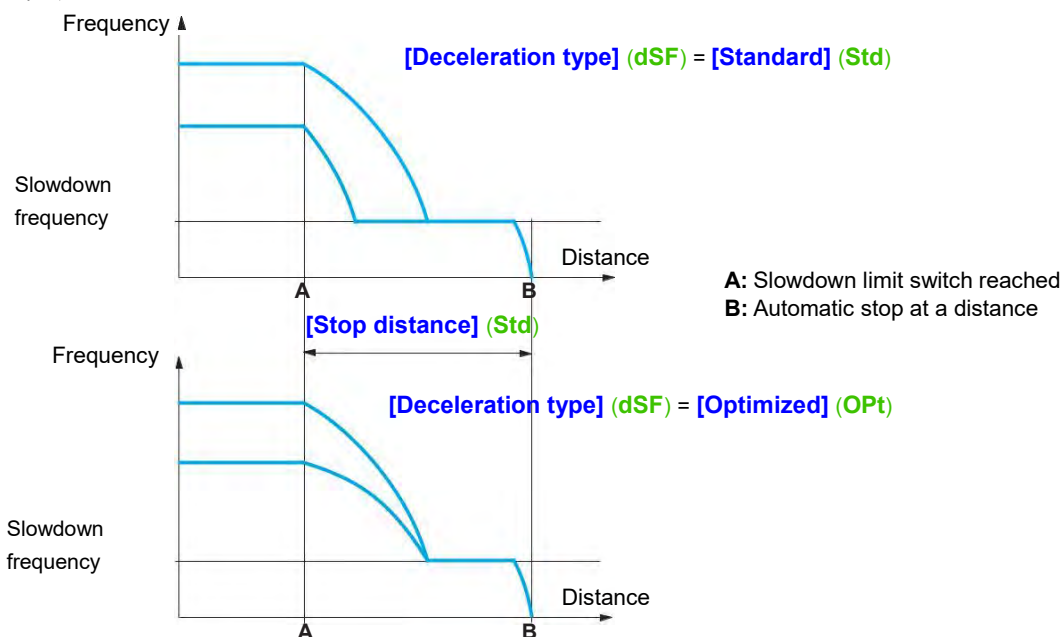 Frequency
[Deceleration type] (dSF) = [Standard] (Std)
Slowdown
frequency
Distance
A: Slowdown limit switch reached
B: Automatic stop at a distance
A
B
[Stop distance] (Std)
Frequency
[Deceleration type] (dSF) = [Optimized] (OPt)
Slowdown
frequency
Distance
A
B